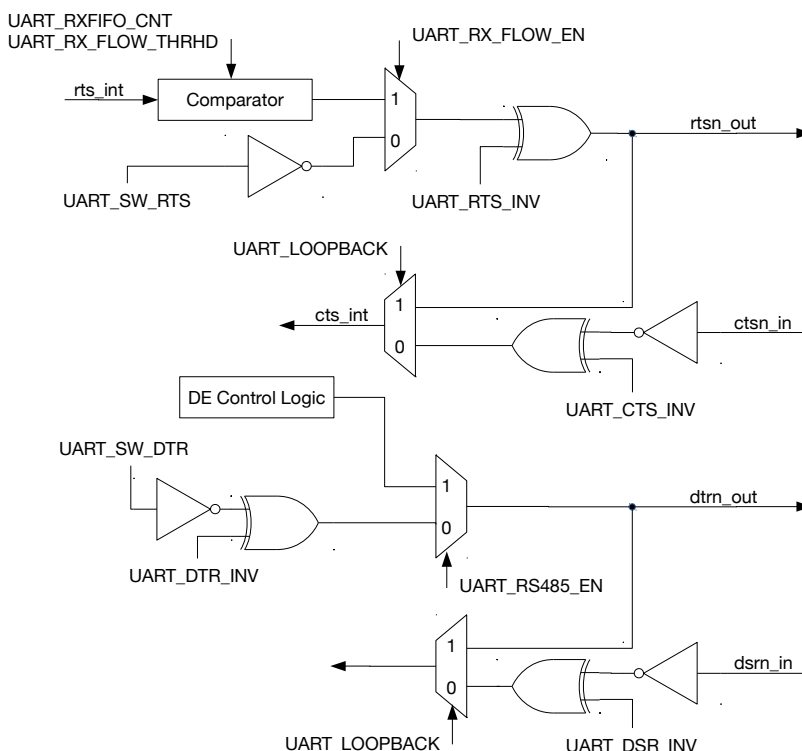 UART_RXFIFO_CNT
UART_RX_FLOW_THRHD
UART_RX_FLOW_EN
rts_int
Comparator
1
0
rtsn_out
UART_SW_RTS
UART_RTS_INV
UART_LOOPBACK
cts_int
1
0
ctsn_in
UART_CTS_INV
DE Control Logic
UART_SW_DTR
1
0
dtrn_out
UART_DTR_INV
UART_RS485_EN
1
0
dsrn_in
UART_LOOPBACK
UART_DSR_INV